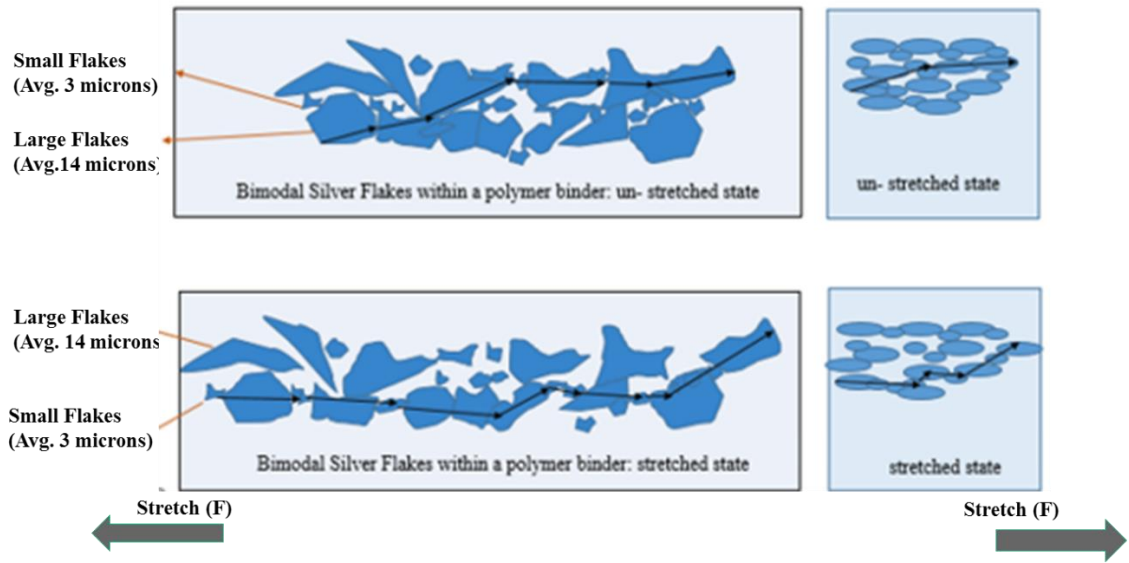 Small Flakes
(Avg. 3 microns)
Large Flakes
(Avg.14 microns)
Bimodal Silver Flakes within a polymer binder: un- stretched state
un- stretched state
Large Flakes
(Avg. 14 microns
Small Flakes
(Avg. 3 microns)
Bimodal Silver Flakes within a polymer binder: stretched state
stretched state
Stretch (F)
Stretch (F)